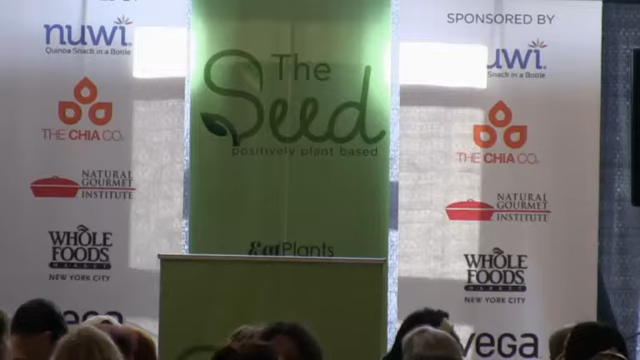 nuwi
Quinoa Snack in a Bottle
THE CHIA CO.
NATURAL
GOURMET
INSTITUTE
WHOLE
FOODS
MARKET
NEW YORK CITY
The
Seed
positively plant based
EatPlants
SPONSORED BY
uwi
Snack in a Bottle
THE CHIA CO.
NATURAL
GOURMET
INSTITUTE
WHOLE
FOODS
MARKET
NEW YORK CITY
vega